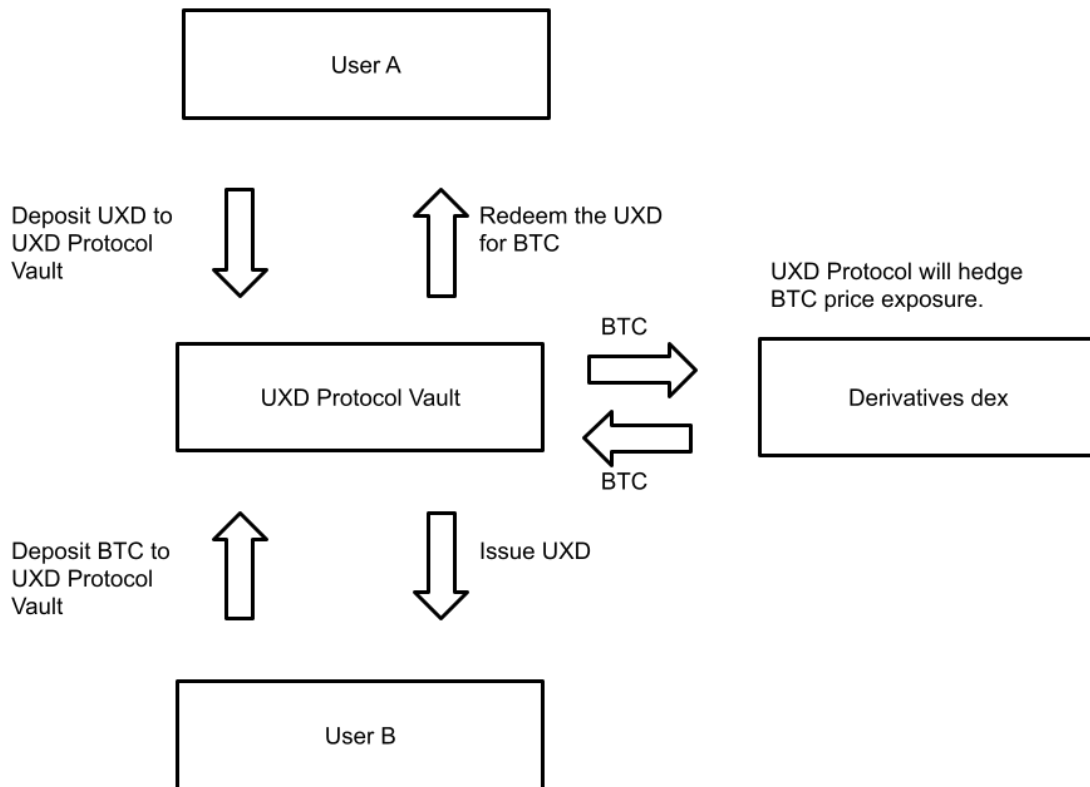 User A
Deposit UXD to
UXD Protocol
Vault
Redeem the UXD
for BTC
UXD Protocol will hedge
BTC price exposure.
BTC
UXD Protocol Vault
Derivatives dex
BTC
Deposit BTC to
UXD Protocol
Vault
Issue UXD
User B